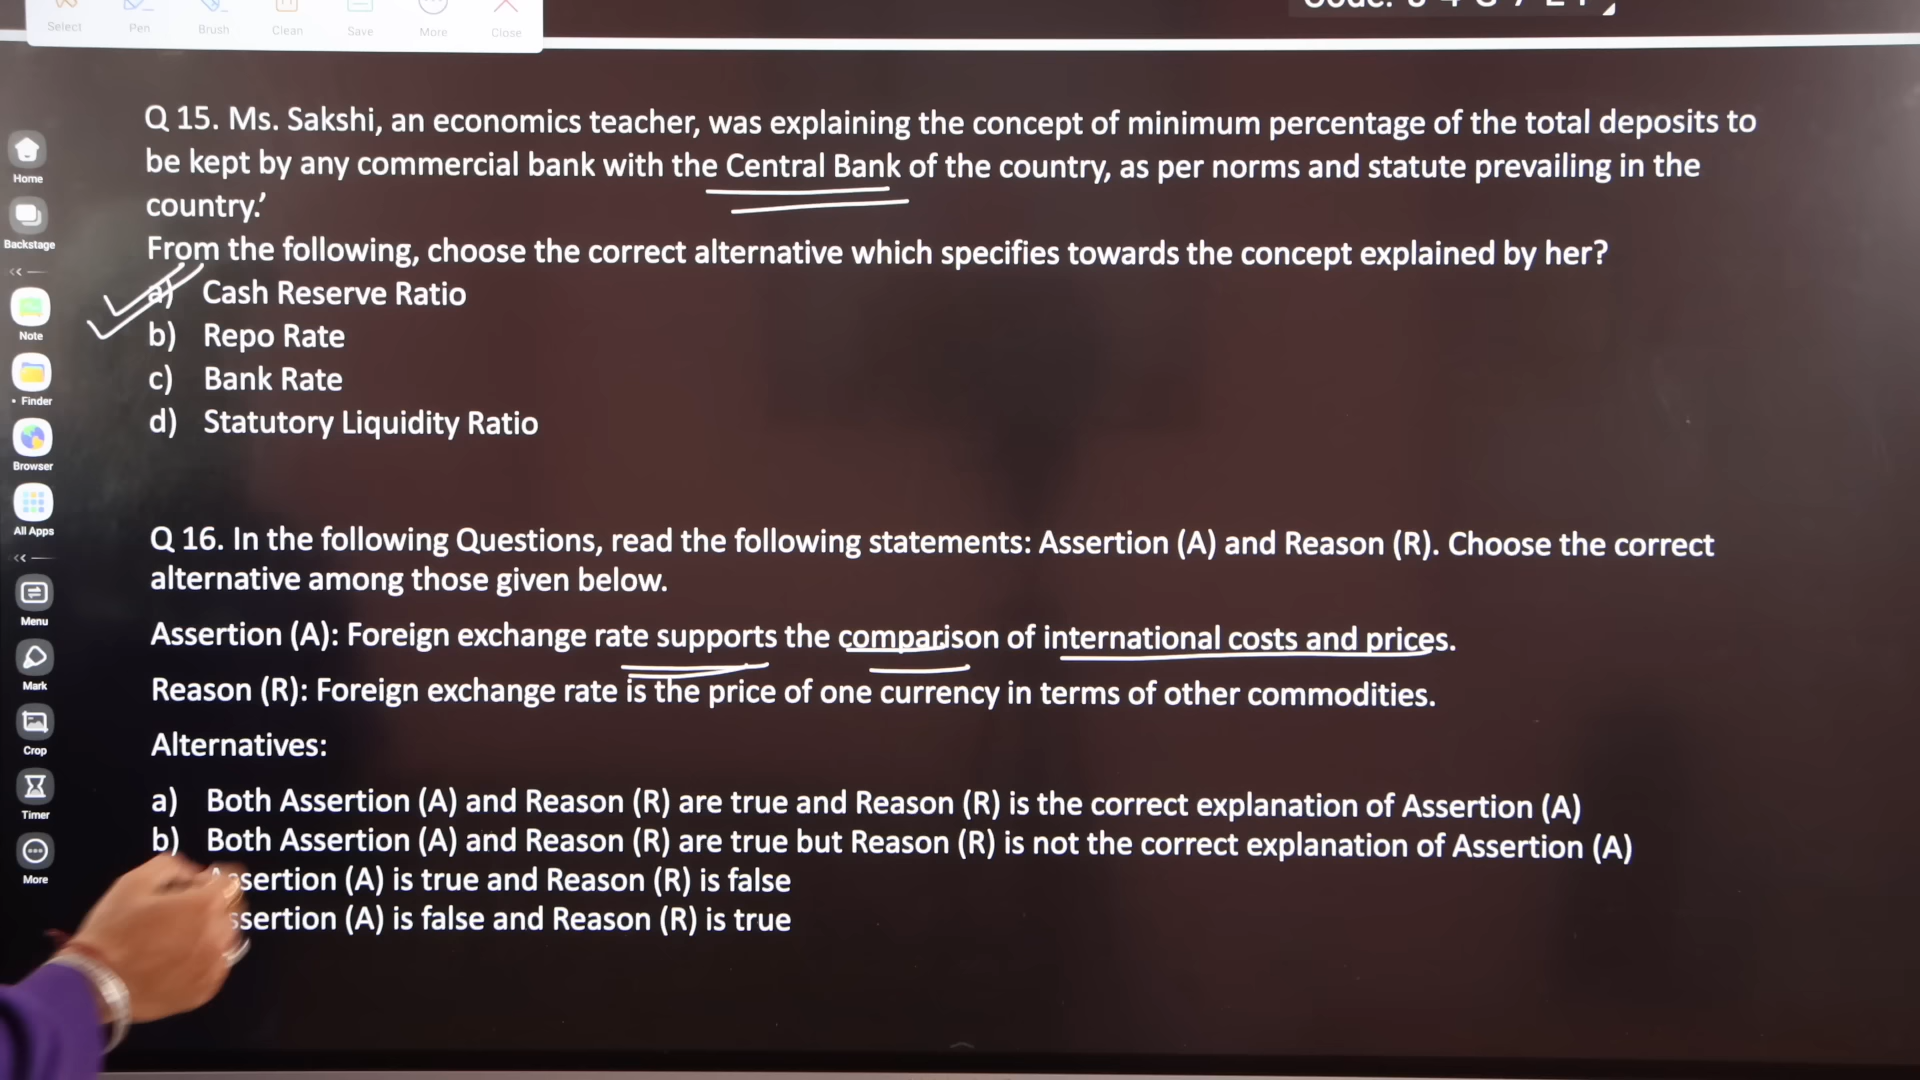 Select Pen Brush Clean Save More Close
Q 15. Ms. Sakshi, an economics teacher, was explaining the concept of minimum percentage of the total deposits to
be kept by any commercial bank with the Central Bank of the country, as per norms and statute prevailing in the
country.’
From the following, choose the correct alternative which specifies towards the concept explained by her?
a) Cash Reserve Ratio
b) Repo Rate
c) Bank Rate
d) Statutory Liquidity Ratio
Q 16. In the following Questions, read the following statements: Assertion (A) and Reason (R). Choose the correct
alternative among those given below.
Assertion (A): Foreign exchange rate supports the comparison of international costs and prices.
Reason (R): Foreign exchange rate is the price of one currency in terms of other commodities.
Alternatives:
a) Both Assertion (A) and Reason (R) are true and Reason (R) is the correct explanation of Assertion (A)
b) Both Assertion (A) and Reason (R) are true but Reason (R) is not the correct explanation of Assertion (A)
Assertion (A) is true and Reason (R) is false
ssertion (A) is false and Reason (R) is true
Home
Backstage
Note
Finder
Browser
All Apps
Menu
Mark
Crop
Timer
More